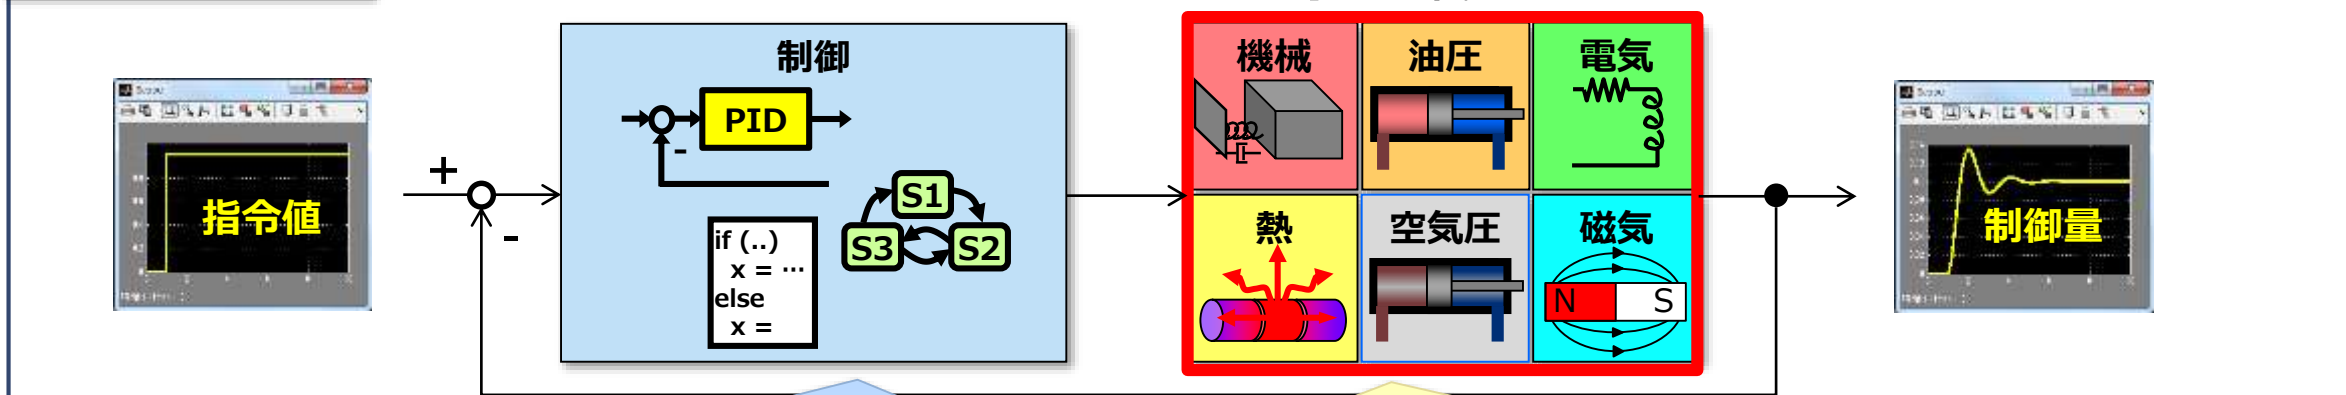 指令値
+
-
制御
PID
-
S1
S3
S2
if (..)
x = …
else
x =
機械
油圧
電気
熱
空気圧
磁気
N
S
制御量